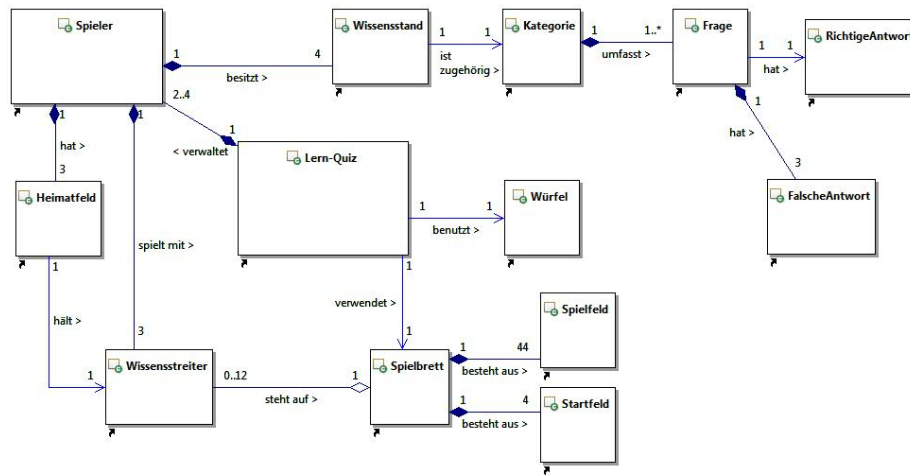 Spieler
Wissensstand
Kategorie
Frage
RichtigeAntwort
1
4
besitzt >
1
1
ist
zugehörig >
1
1..*
umfasst >
1
1
hat >
1
hat >
3
FalscheAntwort
1
hat >
3
Heimatfeld
1
spielt mit >
3
2..4
1
< verwaltet
Lern-Quiz
1
1
benutzt >
Würfel
1
verwendet >
1
1
hält >
1
Wissensstreiter
0..12
1
steht auf >
Spielbrett
1
44
besteht aus >
Spielfeld
1
4
besteht aus >
Startfeld